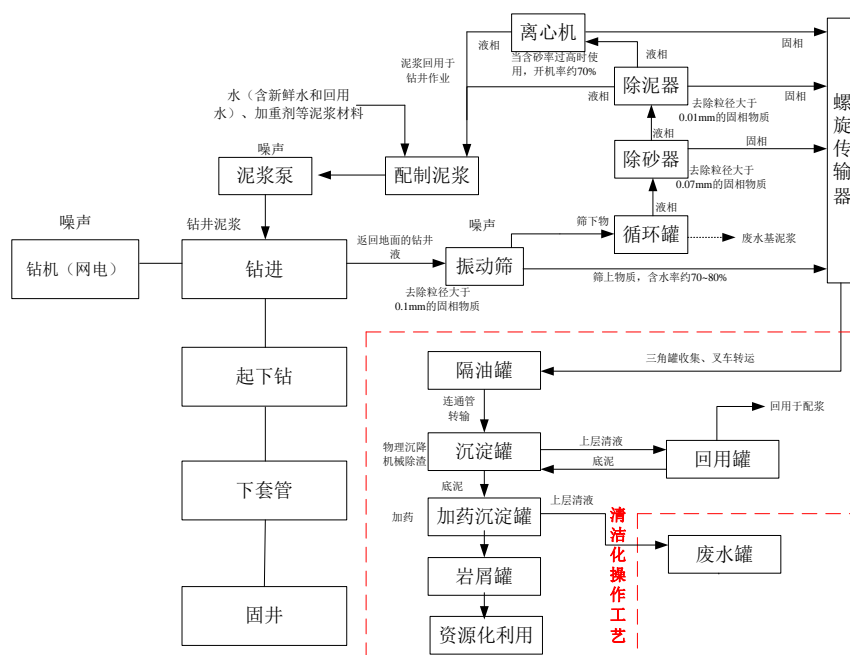 离心机
液相
固相
泥浆回用于
钻井作业
当含砂率过高时使
用，开机率约70%
液相
水（含新鲜水和回用
水）、加重剂等泥浆材料
液相
除泥器
固相
去除粒径大于
0.01mm的固相物质
螺旋传输器
液相
除砂器
固相
去除粒径大于
0.07mm的固相物质
噪声
泥浆泵
配制泥浆
液相
噪声
钻井泥浆
噪声
筛下物
循环罐
废水基泥浆
钻机（网电）
钻进
返回地面的钻井
液
振动筛
筛上物质，含水率约70~80%
去除粒径大于
0.1mm的固相物质
三角罐收集、叉车转运
起下钻
隔油罐
连通管
转输
回用于配浆
物理沉降
机械除渣
沉淀罐
上层清液
底泥
回用罐
下套管
底泥
加药
加药沉淀罐
上层清液
清洁化操作工艺
废水罐
岩屑罐
固井
资源化利用